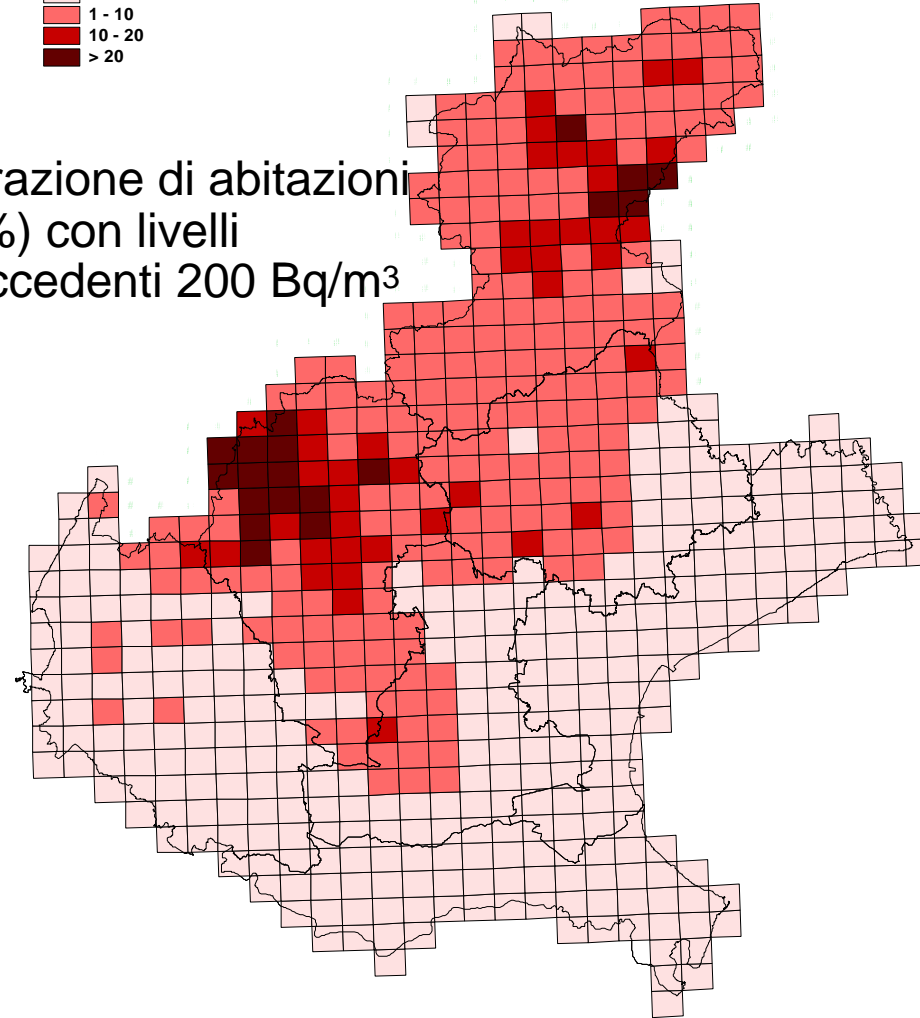 1 - 10
10 - 20
> 20
razione di abitazioni
%) con livelli
ccedenti 200 Bq/m³